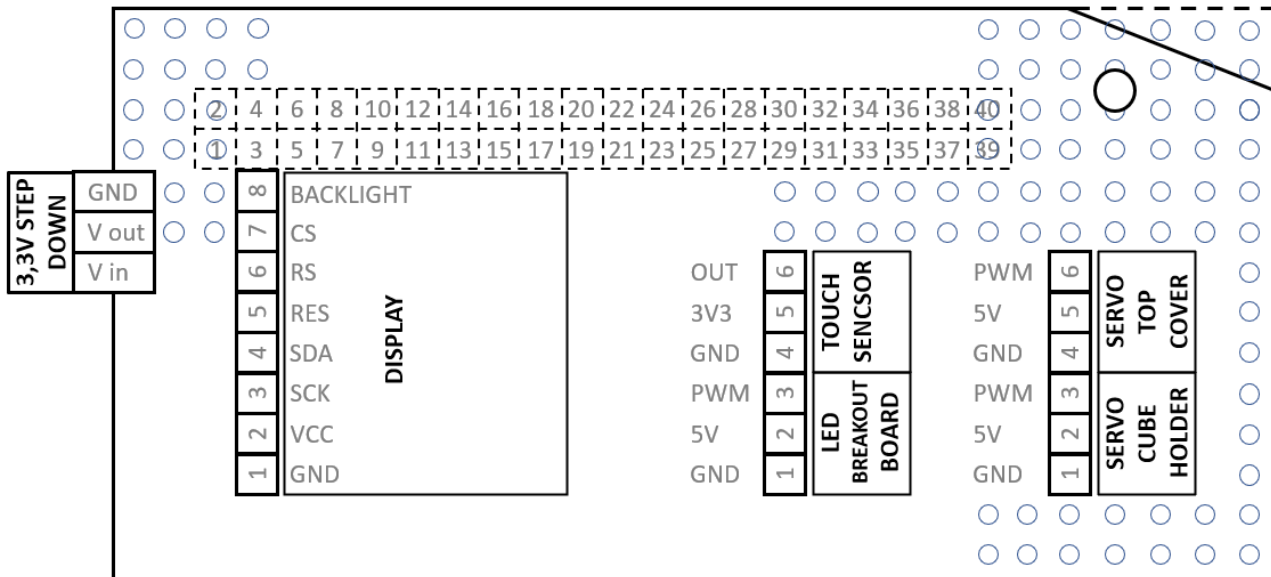 2 4 6 8 10 12 14 16 18 20 22 24 26 28 30 32 34 36 38 40
1 3 5 7 9 11 13 15 17 19 21 23 25 27 29 31 33 35 37 39
3,3V STEP
DOWN
GND
V out
V in
8 BACKLIGHT
7 CS
6 RS
5 RES
4 SDA
3 SCK
2 VCC
1 GND
DISPLAY
OUT 6
3V3 5
GND 4
PWM 3
5V 2
GND 1
TOUCH
SENCSOR
LED
BREAKOUT
BOARD
PWM 6
5V 5
GND 4
PWM 3
5V 2
GND 1
SERVO
TOP
COVER
SERVO
CUBE
HOLDER